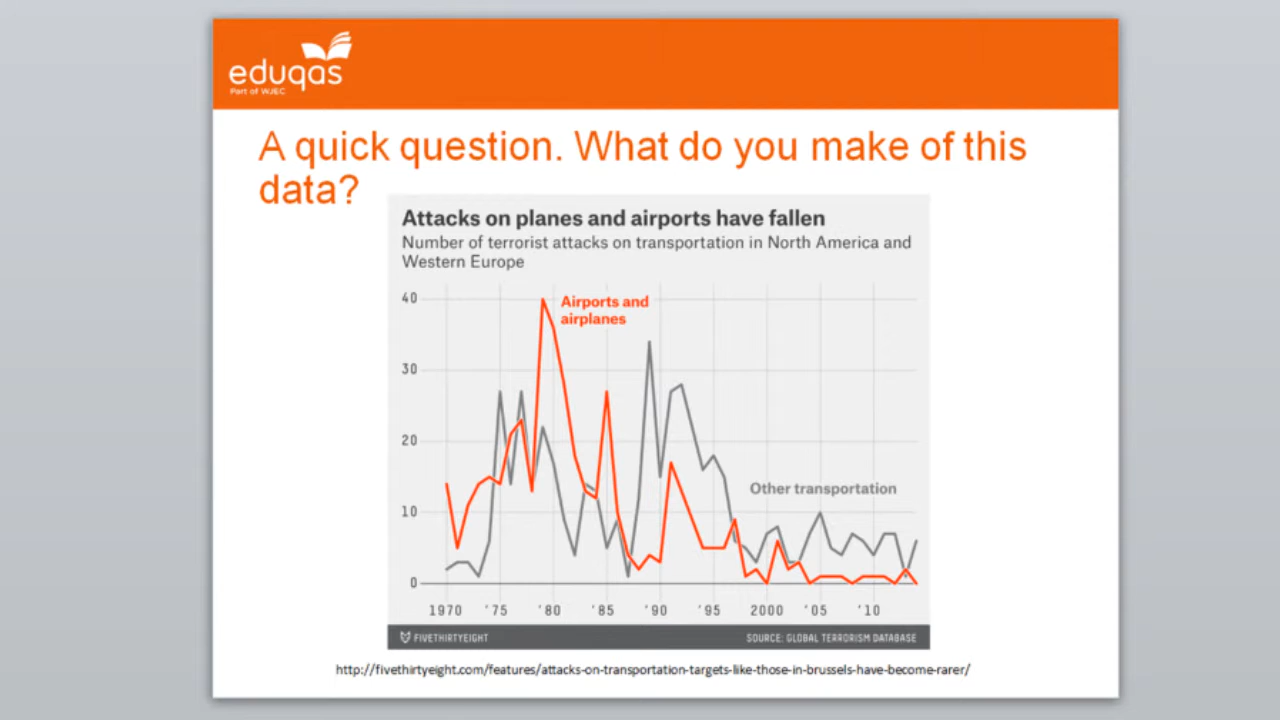 eduqas
Part of WJEC
A quick question. What do you make of this
data?
Attacks on planes and airports have fallen
Number of terrorist attacks on transportation in North America and
Western Europe
40
Airports and
airplanes
30
20
Other transportation
10
0
1970 '75 '80 '85 '90 '95 2000 '05 '10
FIVETHIRTYEIGHT SOURCE: GLOBAL TERRORISM DATABASE
http://fivethirtyeight.com/features/attacks-on-transportation-targets-like-those-in-brussels-have-become-rarer/